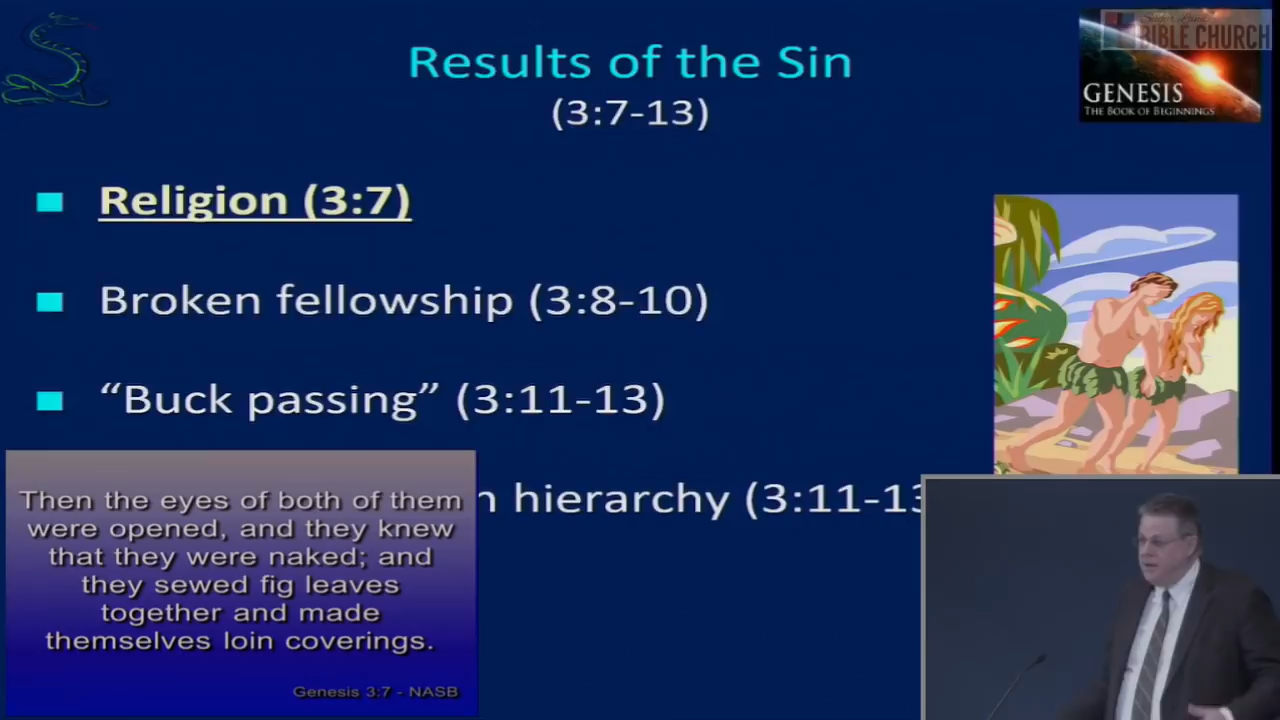 Results of the Sin
(3:7-13)
BIBLE CHURCH
GENESIS
THE BOOK OF BEGINNINGS
Religion (3:7)
Broken fellowship (3:8-10)
“Buck passing” (3:11-13)
hierarchy (3:11-13
Then the eyes of both of them
were opened, and they knew
that they were naked; and
they sewed fig leaves
together and made
themselves loin coverings.
Genesis 3:7 - NASB